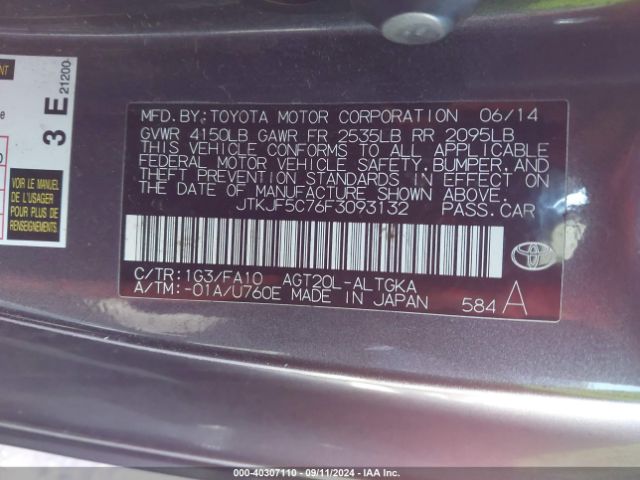 3 E
21200
VOIR LE
MANUEL DE
L'USAGER
POUR PLUS DE
MFD. BY: TOYOTA MOTOR CORPORATION 06/14
GVWR 4150LB GAWR FR 2535LB RR 2095LB
THIS VEHICLE CONFORMS TO ALL APPLICABLE
FEDERAL MOTOR VEHICLE SAFETY, BUMPER, AND
THEFT PREVENTION STANDARDS IN EFFECT ON
THE DATE OF MANUFACTURE SHOWN ABOVE.
JTKJF5C76F3093132 PASS. CAR
C/TR: 1G3/FA10 AGT20L-ALTGKA
A/TM: -01A/U760E MADE IN JAPAN
584 A
TOYOTA
40307110 - 09/11/2024 - IAA, Inc.